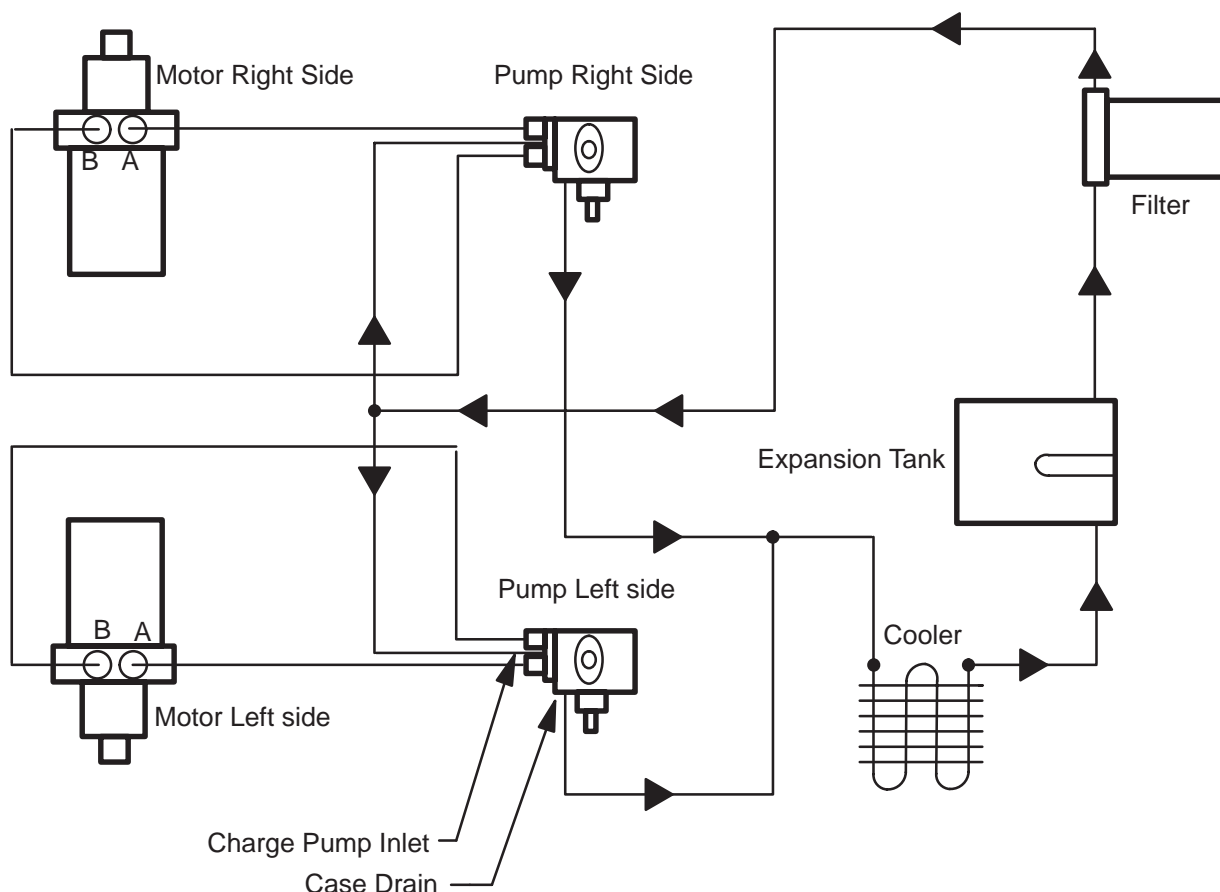 Motor Right Side
Pump Right Side
B A
Filter
Expansion Tank
Pump Left side
B A
Cooler
Motor Left side
Charge Pump Inlet
Case Drain